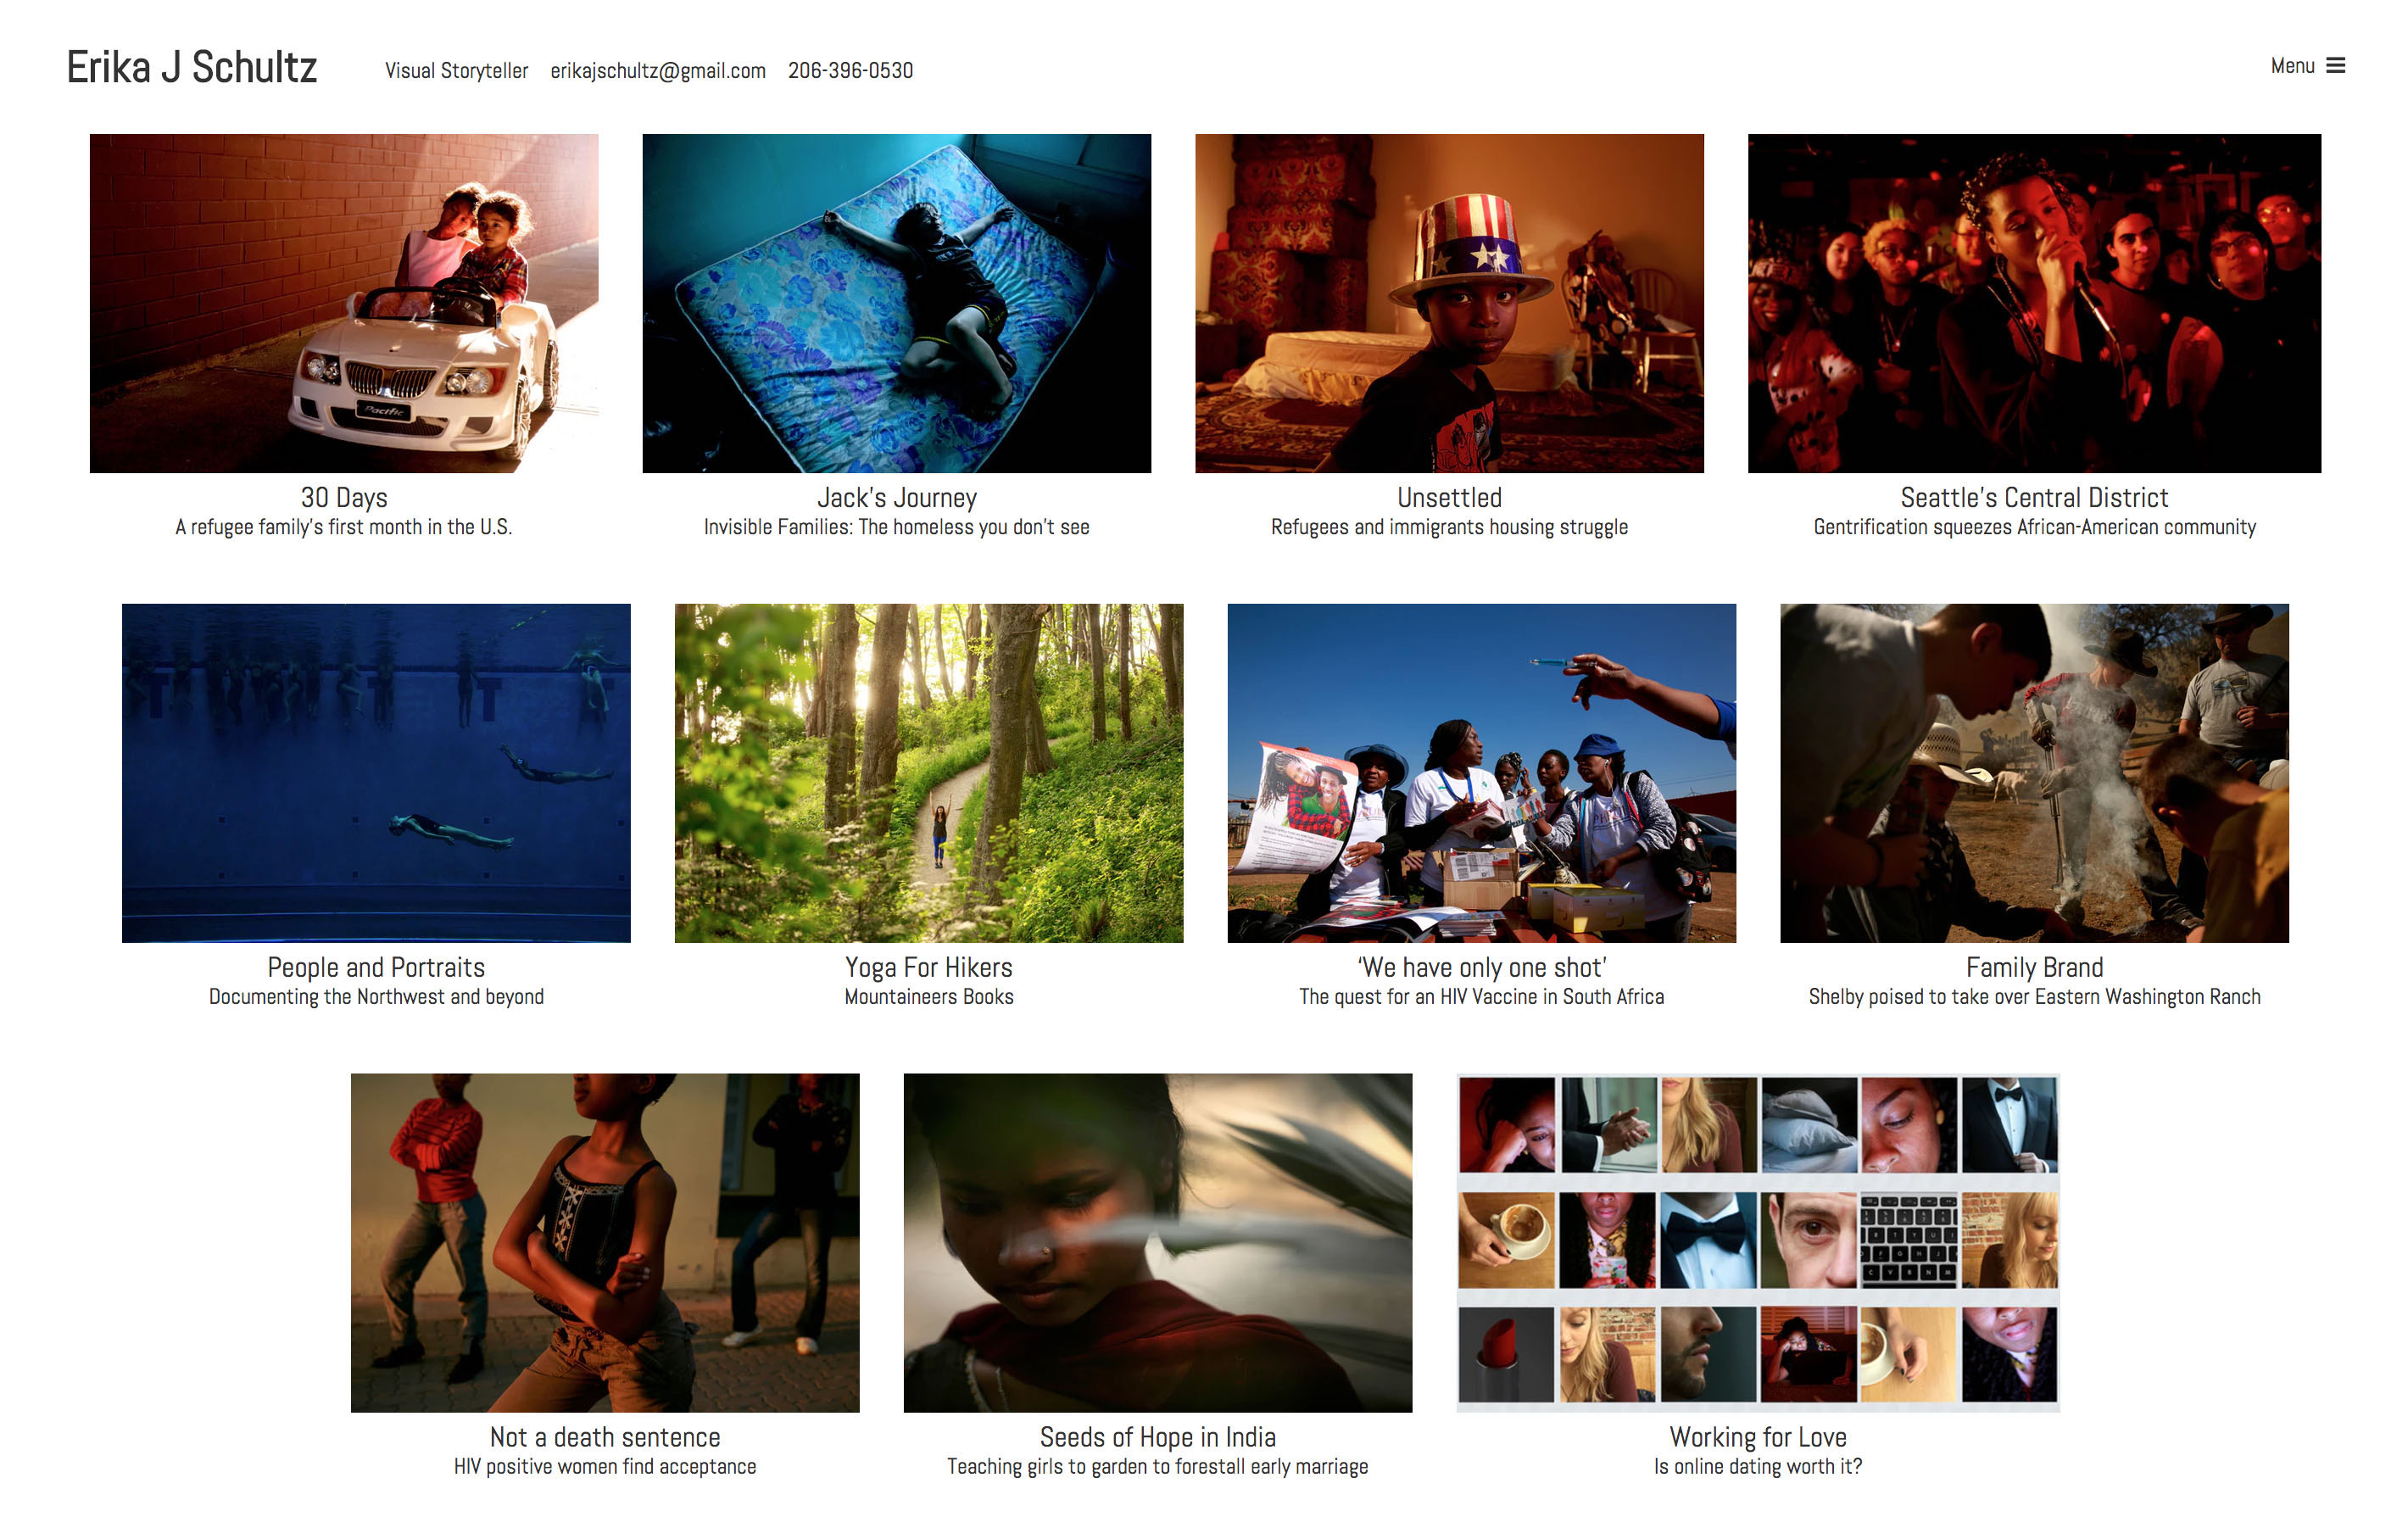 Erika J Schultz
Visual Storyteller erikajschultz@gmail.com 206-396-0530
Menu
Pacific
30 Days
A refugee family's first month in the U.S.
Jack's Journey
Invisible Families: The homeless you don't see
Unsettled
Refugees and immigrants housing struggle
Seattle's Central District
Gentrification squeezes African-American community
People and Portraits
Documenting the Northwest and beyond
Yoga For Hikers
Mountaineers Books
‘We have only one shot’
The quest for an HIV Vaccine in South Africa
Family Brand
Shelby poised to take over Eastern Washington Ranch
Not a death sentence
HIV positive women find acceptance
Seeds of Hope in India
Teaching girls to garden to forestall early marriage
Working for Love
Is online dating worth it?